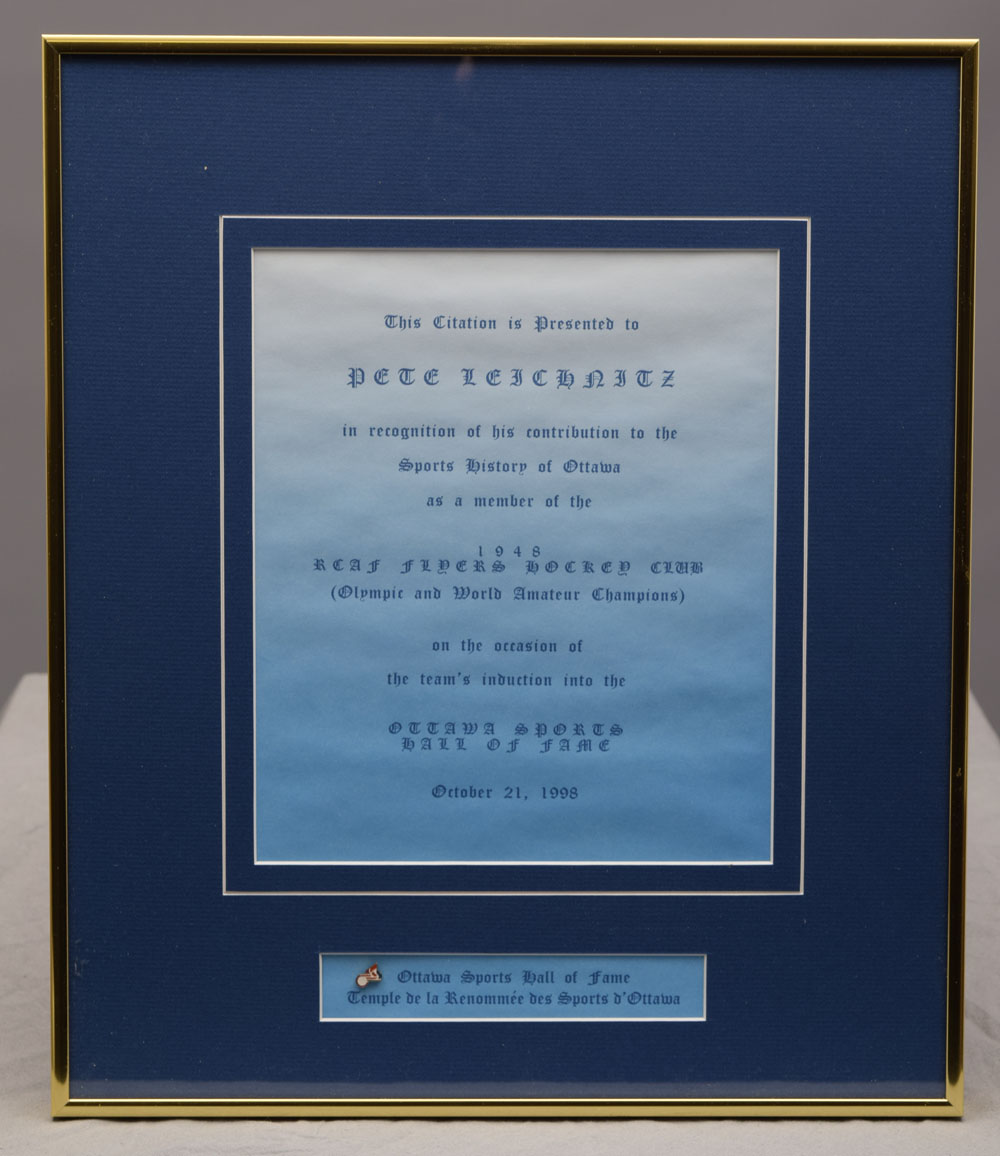 This Citation is Presented to
PETE LEICHNITZ
in recognition of his contribution to the
Sports History of Ottawa
as a member of the
1948
RCAF FLYERS HOCKEY CLUB
(Olympic and World Amateur Champions)
on the occasion of
the team's induction into the
OTTAWA SPORTS
HALL OF FAME
October 21, 1998
Ottawa Sports Hall of Fame
Temple de la Renommée des Sports d'Ottawa